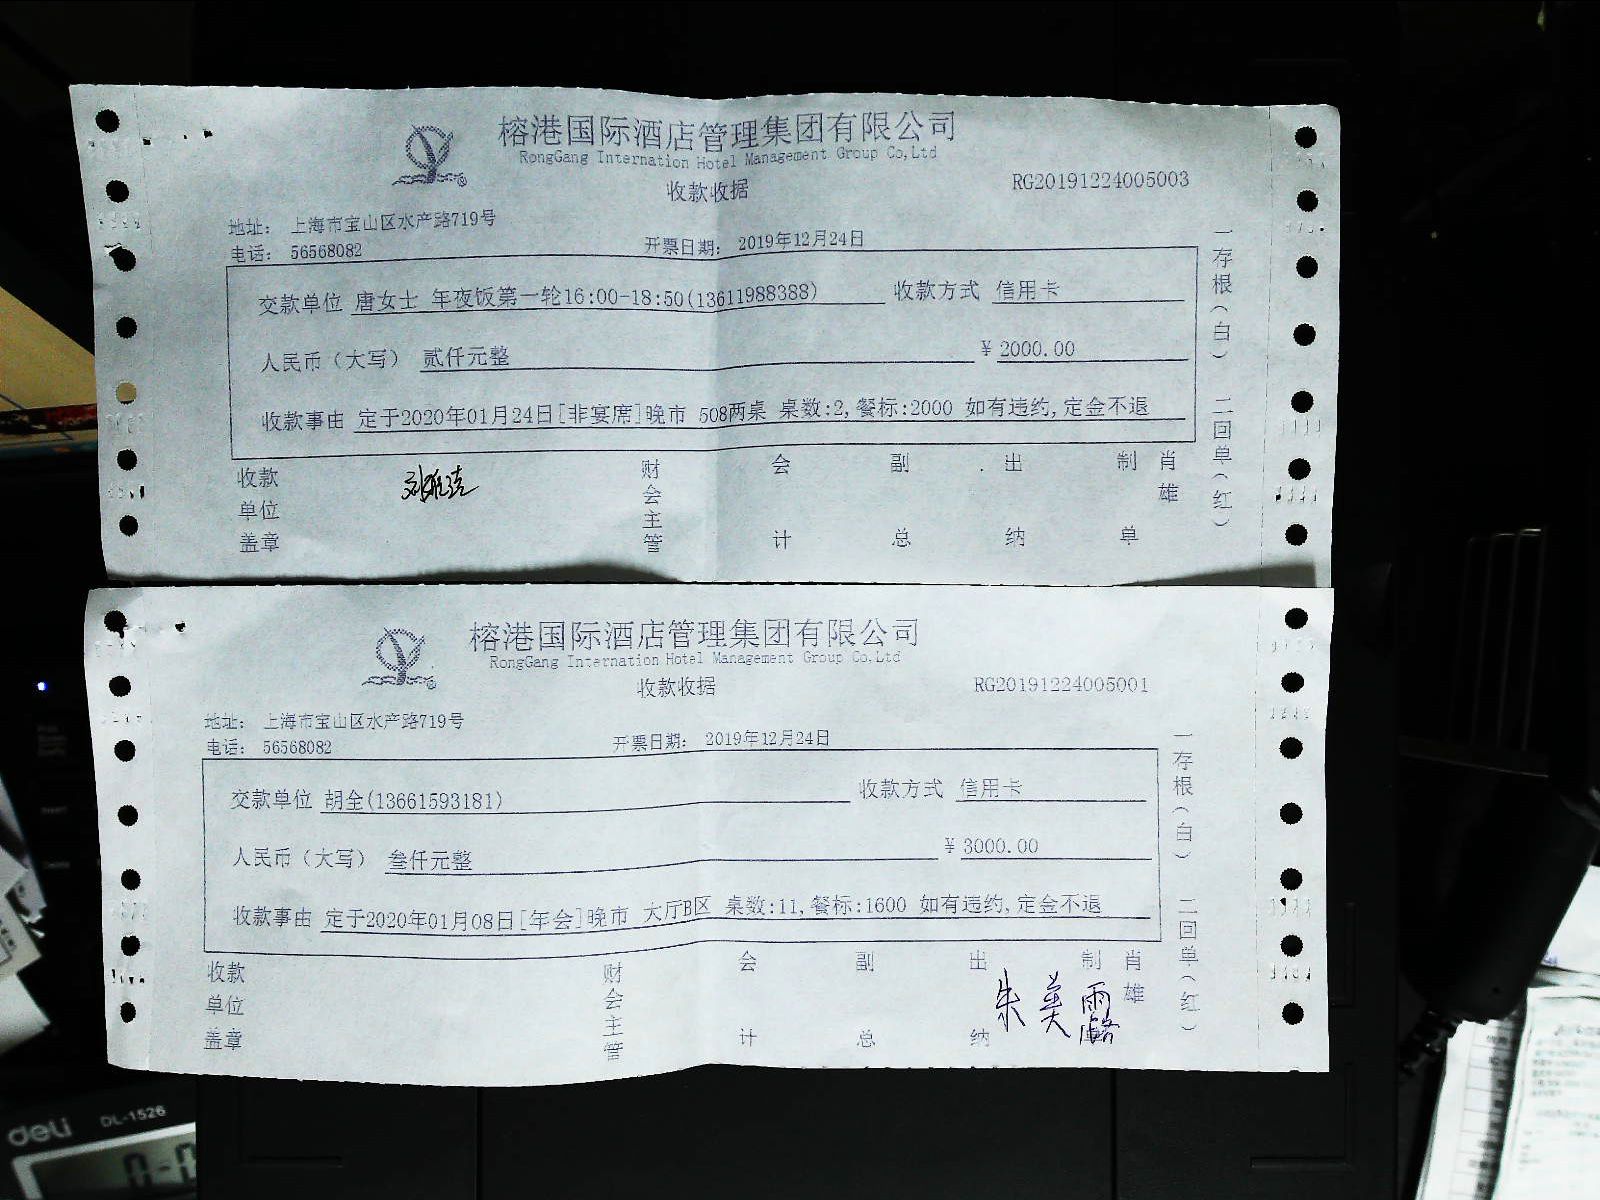 榕港国际酒店管理集团有限公司
RongGang Internation Hotel Management Group Co,Ltd
收款收据
RG20191224005003
地址： 上海市宝山区水产路719号
电话： 56568082
开票日期： 2019年12月24日
交款单位 唐女士 年夜饭第一轮16:00-18:50(13611988388) 收款方式 信用卡
人民币（大写） 贰仟元整 ¥2000.00
收款事由 定于2020年01月24日[非宴席]晚市 508两桌 桌数:2,餐标:2000 如有违约,定金不退
收款单位盖章 财会主管 会计 副总 出纳 制单 肖雄
一存根（白） 二回单（红）
榕港国际酒店管理集团有限公司
RongGang Internation Hotel Management Group Co,Ltd
收款收据
RG20191224005001
地址： 上海市宝山区水产路719号
电话： 56568082
开票日期： 2019年12月24日
交款单位 胡全(13661593181) 收款方式 信用卡
人民币（大写） 叁仟元整 ¥3000.00
收款事由 定于2020年01月08日[年会]晚市 大厅B区 桌数:11,餐标:1600 如有违约,定金不退
收款单位盖章 财会主管 会计 副总 出纳 制单 肖雄
朱美露
一存根（白） 二回单（红）
deli DL-1526